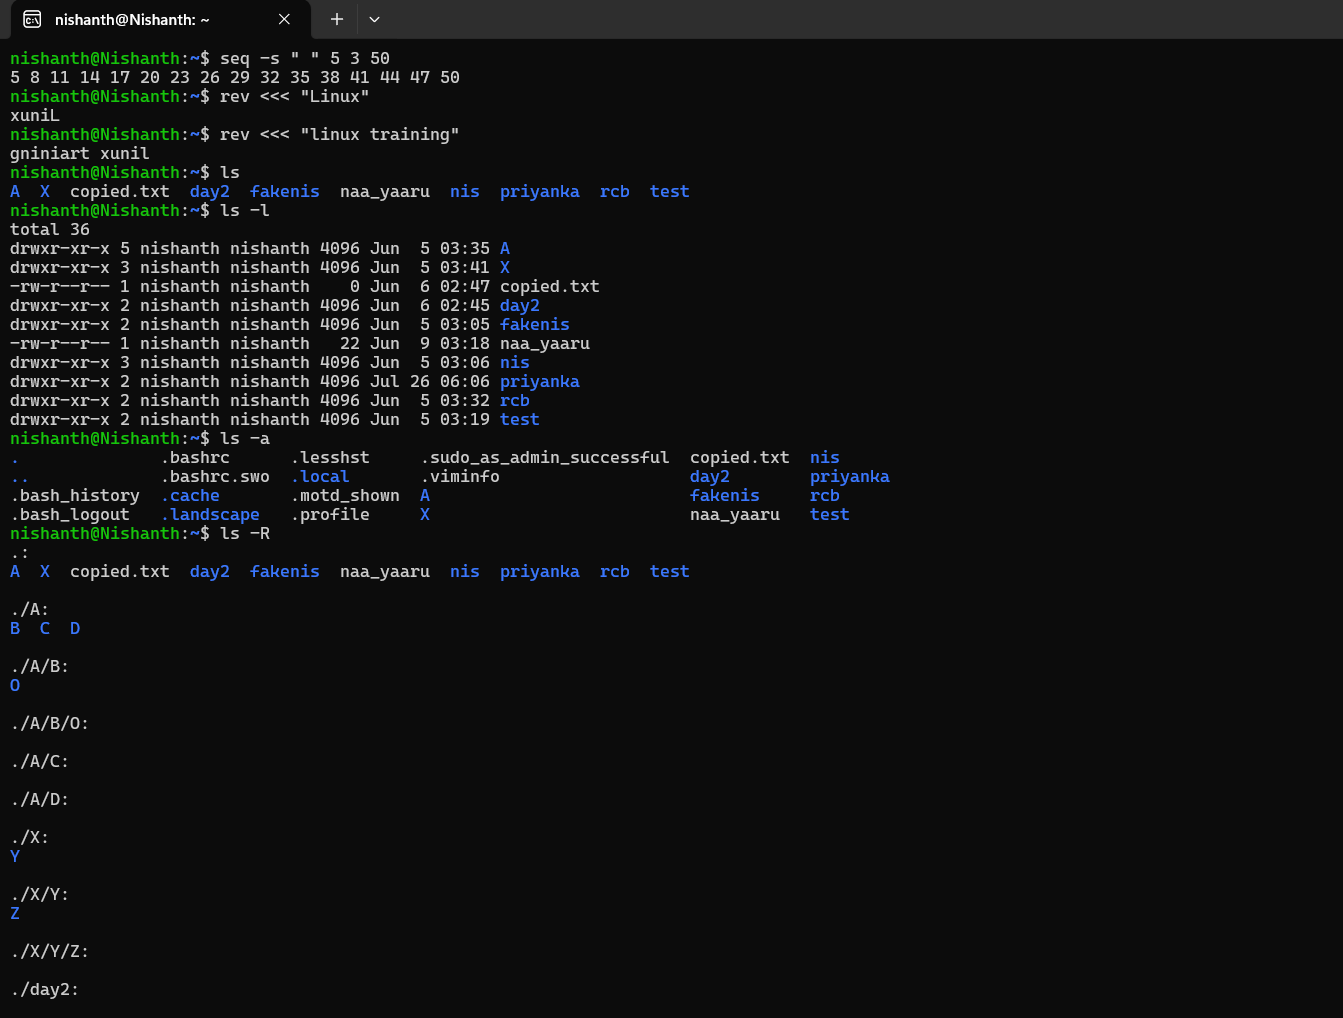 nishanth@Nishanth: ~
nishanth@Nishanth:~$ seq -s " " 5 3 50
5 8 11 14 17 20 23 26 29 32 35 38 41 44 47 50
nishanth@Nishanth:~$ rev <<< "Linux"
xuniL
nishanth@Nishanth:~$ rev <<< "linux training"
gniniart xunil
nishanth@Nishanth:~$ ls
A  X  copied.txt  day2  fakenis  naa_yaaru  nis  priyanka  rcb  test
nishanth@Nishanth:~$ ls -l
total 36
drwxr-xr-x 5 nishanth nishanth 4096 Jun  5 03:35 A
drwxr-xr-x 3 nishanth nishanth 4096 Jun  5 03:41 X
-rw-r--r-- 1 nishanth nishanth    0 Jun  6 02:47 copied.txt
drwxr-xr-x 2 nishanth nishanth 4096 Jun  6 02:45 day2
drwxr-xr-x 2 nishanth nishanth 4096 Jun  5 03:05 fakenis
-rw-r--r-- 1 nishanth nishanth   22 Jun  9 03:18 naa_yaaru
drwxr-xr-x 3 nishanth nishanth 4096 Jun  5 03:06 nis
drwxr-xr-x 2 nishanth nishanth 4096 Jul 26 06:06 priyanka
drwxr-xr-x 2 nishanth nishanth 4096 Jun  5 03:32 rcb
drwxr-xr-x 2 nishanth nishanth 4096 Jun  5 03:19 test
nishanth@Nishanth:~$ ls -a
.              .bashrc      .lesshst     .sudo_as_admin_successful  copied.txt  nis
..             .bashrc.swo  .local       .viminfo                   day2        priyanka
.bash_history  .cache       .motd_shown  A                          fakenis     rcb
.bash_logout   .landscape   .profile     X                          naa_yaaru   test
nishanth@Nishanth:~$ ls -R
.:
A  X  copied.txt  day2  fakenis  naa_yaaru  nis  priyanka  rcb  test
./A:
B  C  D
./A/B:
O
./A/B/O:
./A/C:
./A/D:
./X:
Y
./X/Y:
Z
./X/Y/Z:
./day2: